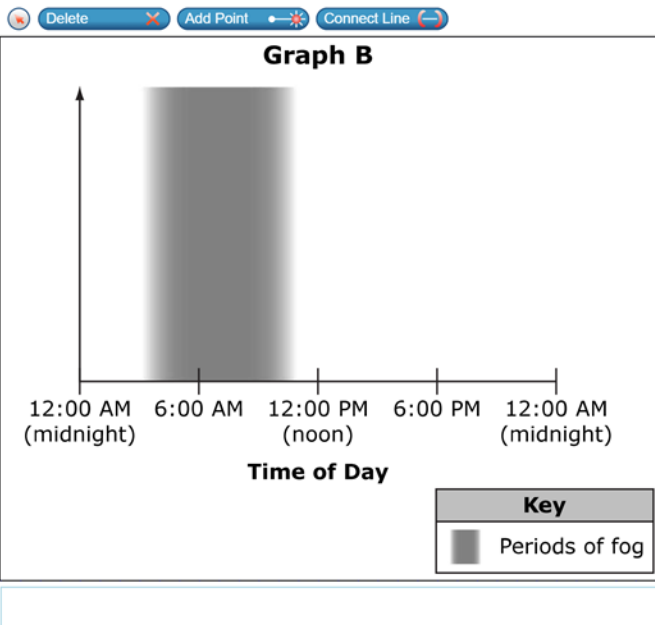 Delete Add Point Connect Line
Graph B
12:00 AM 6:00 AM 12:00 PM 6:00 PM 12:00 AM
(midnight) (noon) (midnight)
Time of Day
Key
Periods of fog